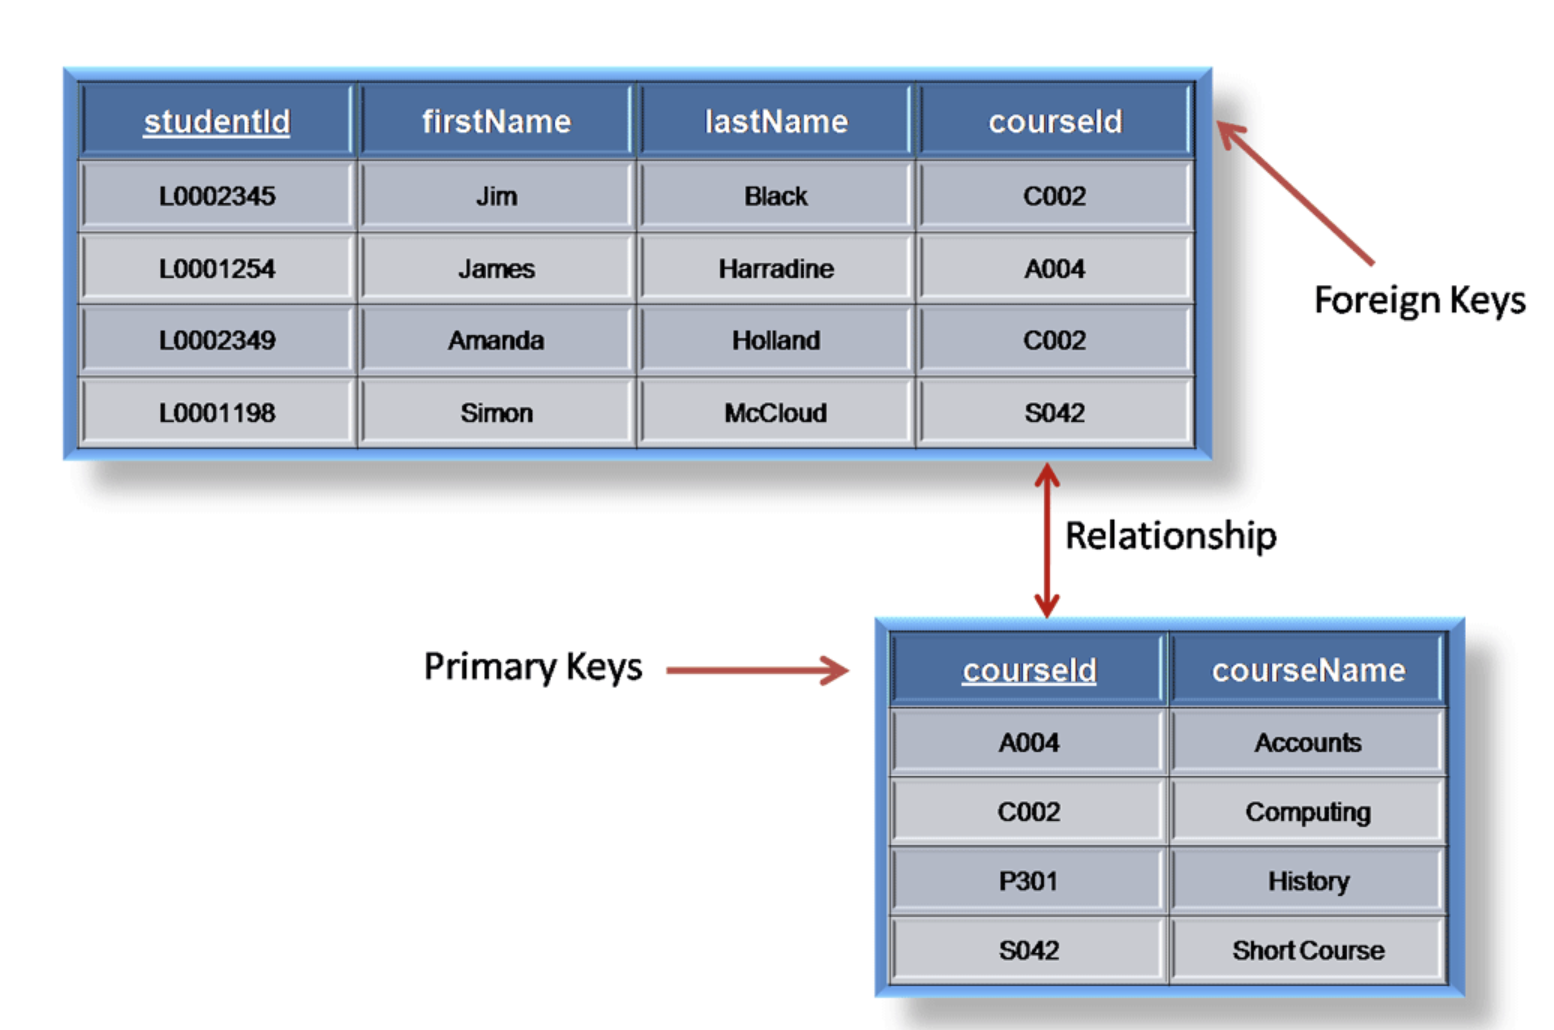 studentId firstName lastName courseId
L0002345 Jim Black C002
L0001254 James Harradine A004
L0002349 Amanda Holland C002
L0001198 Simon McCloud S042
Foreign Keys
Relationship
Primary Keys
courseId courseName
A004 Accounts
C002 Computing
P301 History
S042 Short Course